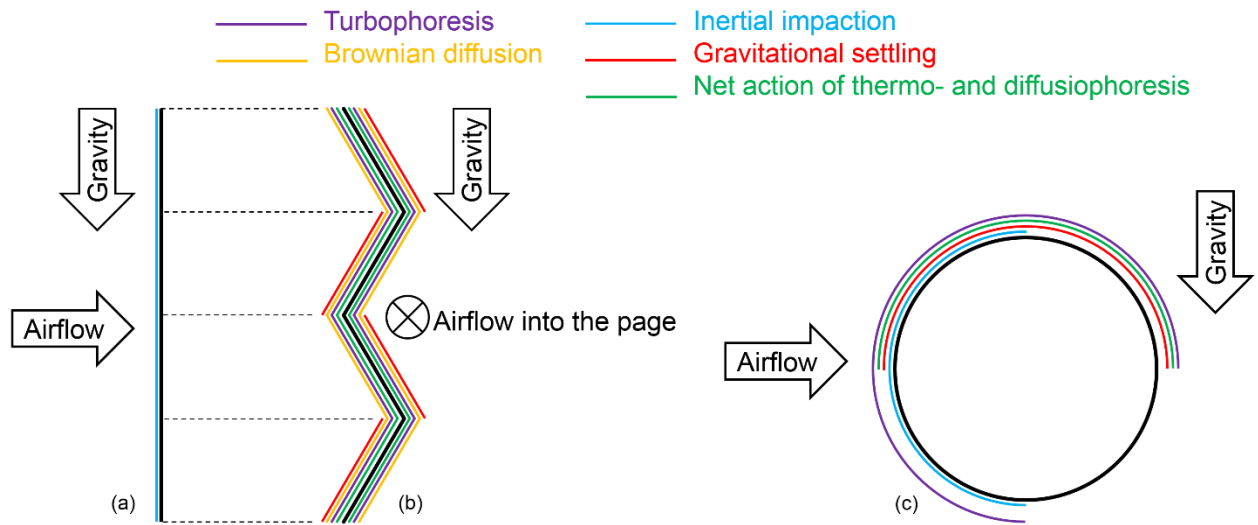 Turbophoresis
Brownian diffusion
Inertial impaction
Gravitational settling
Net action of thermo- and diffusiophoresis
Gravity
Gravity
Gravity
Airflow
Airflow into the page
Airflow
(a)
(b)
(c)